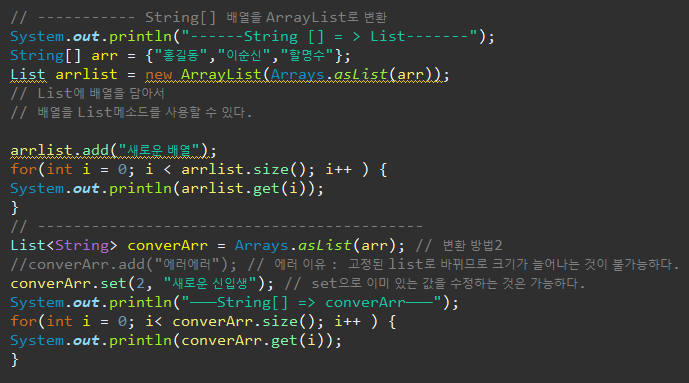 // ----------- String[] 배열을 ArrayList로 변환
System.out.println("------String [] = > List-------");
String[] arr = {"홍길동","이순신","할명수"};
List arrlist = new ArrayList(Arrays.asList(arr));
// List에 배열을 담아서
// 배열을 List메소드를 사용할 수 있다.
arrlist.add("새로운 배열");
for(int i = 0; i < arrlist.size(); i++ ) {
System.out.println(arrlist.get(i));
}
// -------------------------------------------
List<String> converArr = Arrays.asList(arr); // 변환 방법2
//converArr.add("에러에러"); // 에러 이유 : 고정된 list로 바뀌므로 크기가 늘어나는 것이 불가능하다.
converArr.set(2, "새로운 신입생"); // set으로 이미 있는 값을 수정하는 것은 가능하다.
System.out.println("───String[] => converArr───");
for(int i = 0; i< converArr.size(); i++ ) {
System.out.println(converArr.get(i));
}